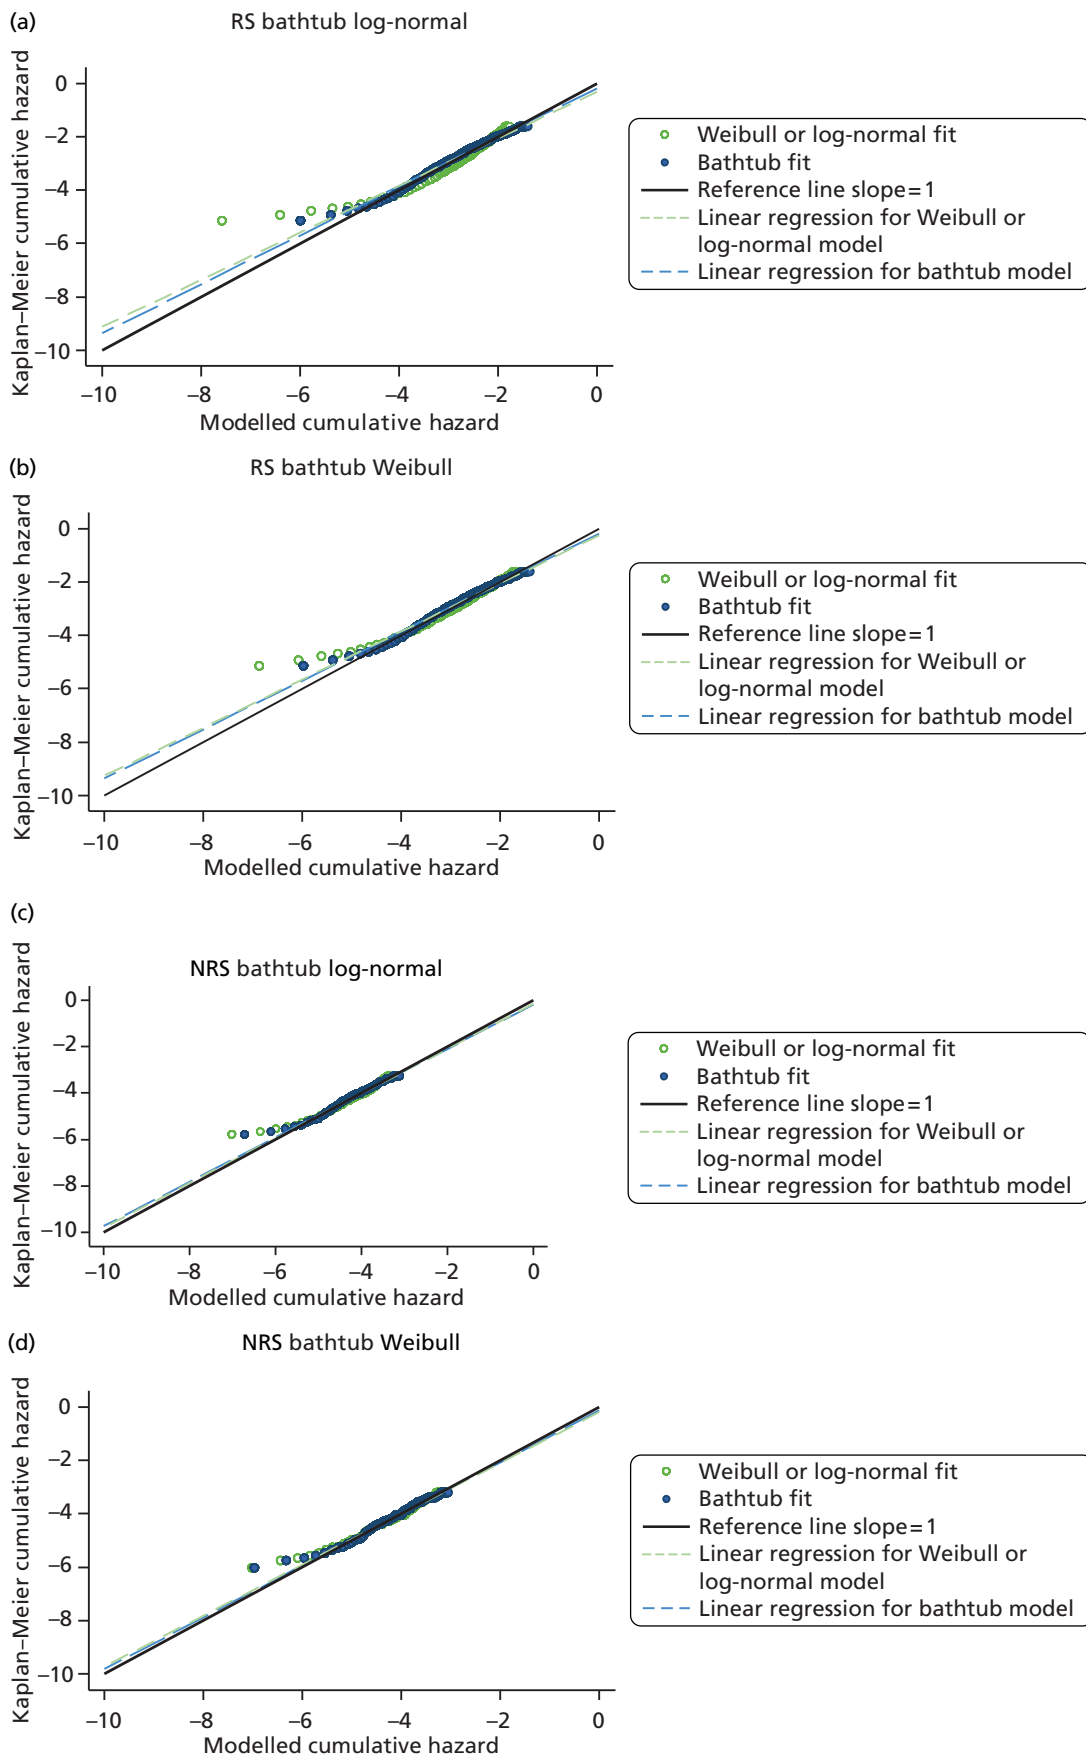 (a)
RS bathtub log-normal
Kaplan–Meier cumulative hazard
0
–2
–4
–6
–8
–10
–10 –8 –6 –4 –2 0
Modelled cumulative hazard
Weibull or log-normal fit
Bathtub fit
Reference line slope=1
Linear regression for Weibull or
log-normal model
Linear regression for bathtub model
(b)
RS bathtub Weibull
Kaplan–Meier cumulative hazard
0
–2
–4
–6
–8
–10
–10 –8 –6 –4 –2 0
Modelled cumulative hazard
Weibull or log-normal fit
Bathtub fit
Reference line slope=1
Linear regression for Weibull or
log-normal model
Linear regression for bathtub model
(c)
NRS bathtub log-normal
Kaplan–Meier cumulative hazard
0
–2
–4
–6
–8
–10
–10 –8 –6 –4 –2 0
Modelled cumulative hazard
Weibull or log-normal fit
Bathtub fit
Reference line slope=1
Linear regression for Weibull or
log-normal model
Linear regression for bathtub model
(d)
NRS bathtub Weibull
Kaplan–Meier cumulative hazard
0
–2
–4
–6
–8
–10
–10 –8 –6 –4 –2 0
Modelled cumulative hazard
Weibull or log-normal fit
Bathtub fit
Reference line slope=1
Linear regression for Weibull or
log-normal model
Linear regression for bathtub model